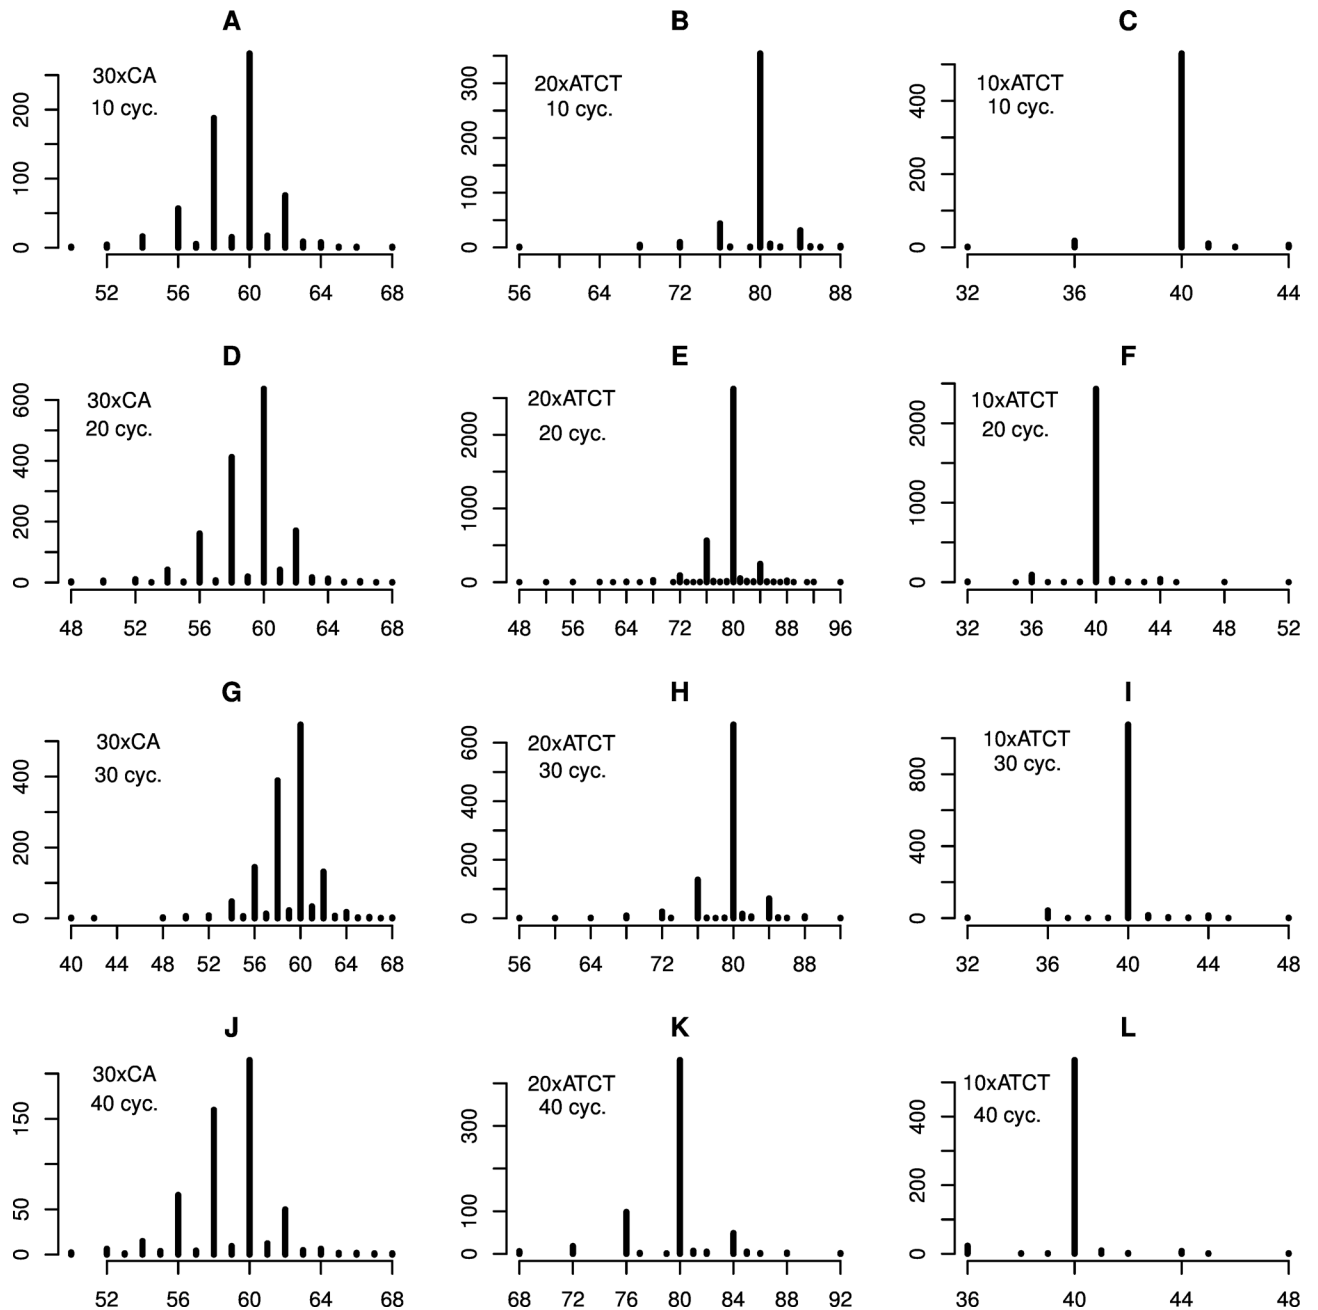 A
30xCA
10 cyc.
0 100 200
52 56 60 64 68
B
20xATCT
10 cyc.
0 100 200 300
56 64 72 80 88
C
10xATCT
10 cyc.
0 200 400
32 36 40 44
D
30xCA
20 cyc.
0 200 400 600
48 52 56 60 64 68
E
20xATCT
20 cyc.
0 1000 2000
48 56 64 72 80 88 96
F
10xATCT
20 cyc.
0 1000 2000
32 36 40 44 48 52
G
30xCA
30 cyc.
0 200 400
40 44 48 52 56 60 64 68
H
20xATCT
30 cyc.
0 200 400 600
56 64 72 80 88
I
10xATCT
30 cyc.
0 400 800
32 36 40 44 48
J
30xCA
40 cyc.
0 50 150
52 56 60 64 68
K
20xATCT
40 cyc.
0 100 300
68 72 76 80 84 88 92
L
10xATCT
40 cyc.
0 200 400
36 40 44 48